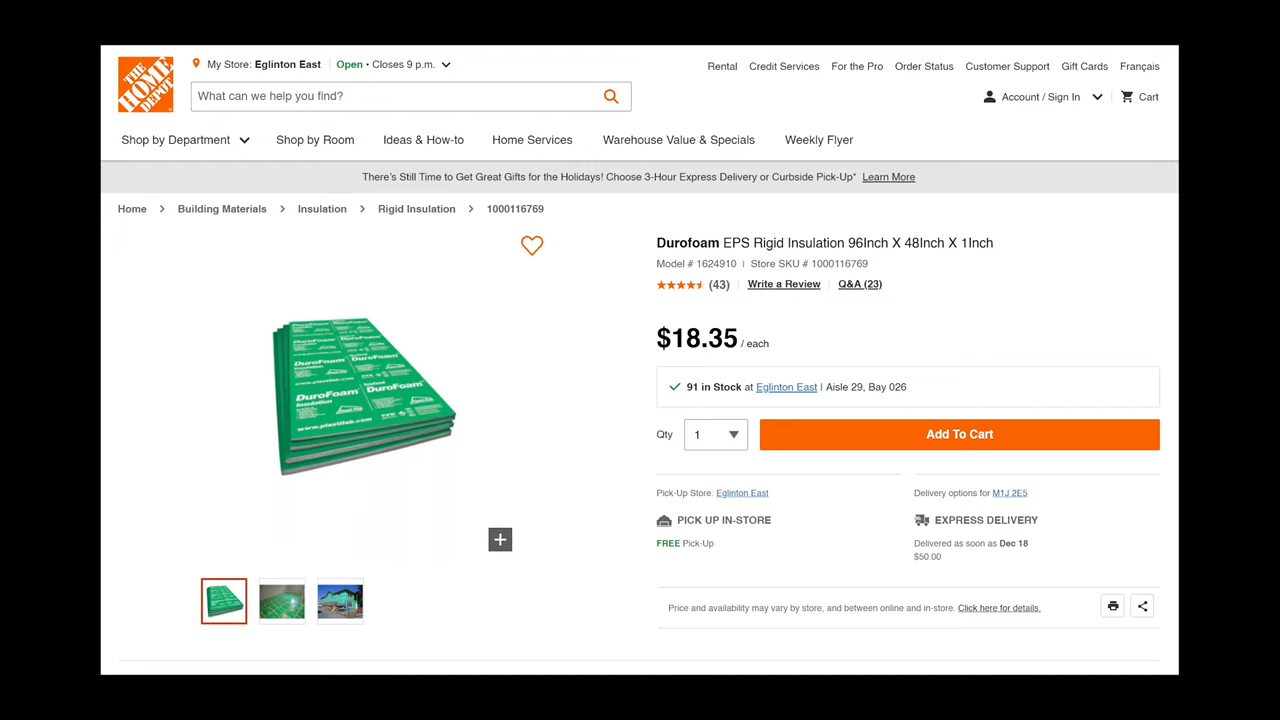 THE HOME DEPOT
My Store: Eglinton East
Open • Closes 9 p.m.
Rental Credit Services For the Pro Order Status Customer Support Gift Cards Français
What can we help you find?
Account / Sign In
Cart
Shop by Department Shop by Room Ideas & How-to Home Services Warehouse Value & Specials Weekly Flyer
There's Still Time to Get Great Gifts for the Holidays! Choose 3-Hour Express Delivery or Curbside Pick-Up* Learn More
Home > Building Materials > Insulation > Rigid Insulation > 1000116769
Durofoam EPS Rigid Insulation 96Inch X 48Inch X 1Inch
Model # 1624910 | Store SKU # 1000116769
(43) Write a Review Q&A (23)
$18.35 / each
91 in Stock at Eglinton East | Aisle 29, Bay 026
Qty 1 Add To Cart
Pick-Up Store: Eglinton East
PICK UP IN-STORE
FREE Pick-Up
Delivery options for M1J 2E5
EXPRESS DELIVERY
Delivered as soon as Dec 18
$50.00
Price and availability may vary by store, and between online and in-store. Click here for details.
DuroFoam
Insulation
DuroFoam
www.plastifab.com